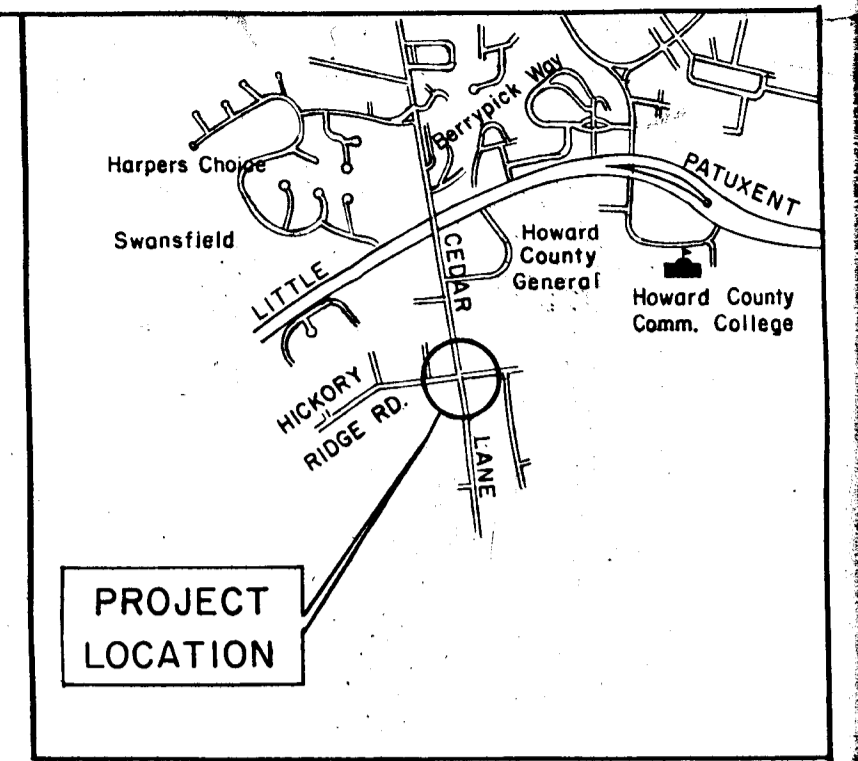 Berrypick Way
Harpers Choice
PATUXENT
Swansfield
CEDAR
Howard
County
General
LITTLE
Howard County
Comm. College
HICKORY
RIDGE RD.
LANE
PROJECT
LOCATION